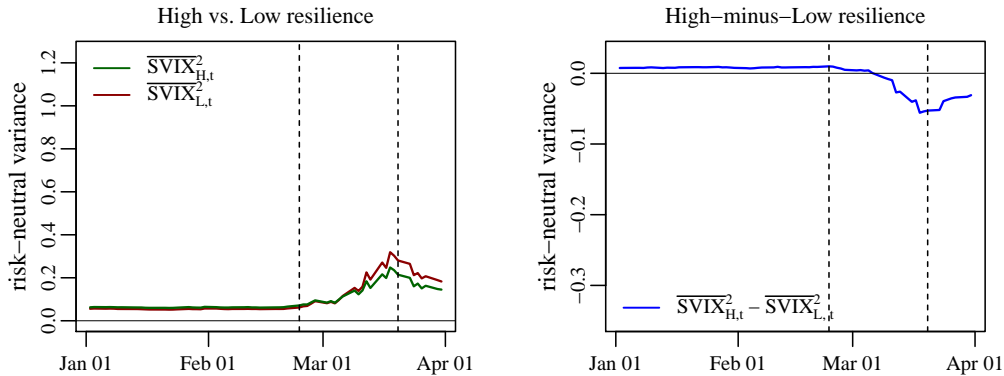 High vs. Low resilience
risk−neutral variance
1.2
1.0
0.8
0.6
0.4
0.2
0.0
SVIX²H,t
SVIX²L,t
Jan 01
Feb 01
Mar 01
Apr 01
High−minus−Low resilience
risk−neutral variance
0.0
−0.1
−0.2
−0.3
SVIX²H,t − SVIX²L,t
Jan 01
Feb 01
Mar 01
Apr 01